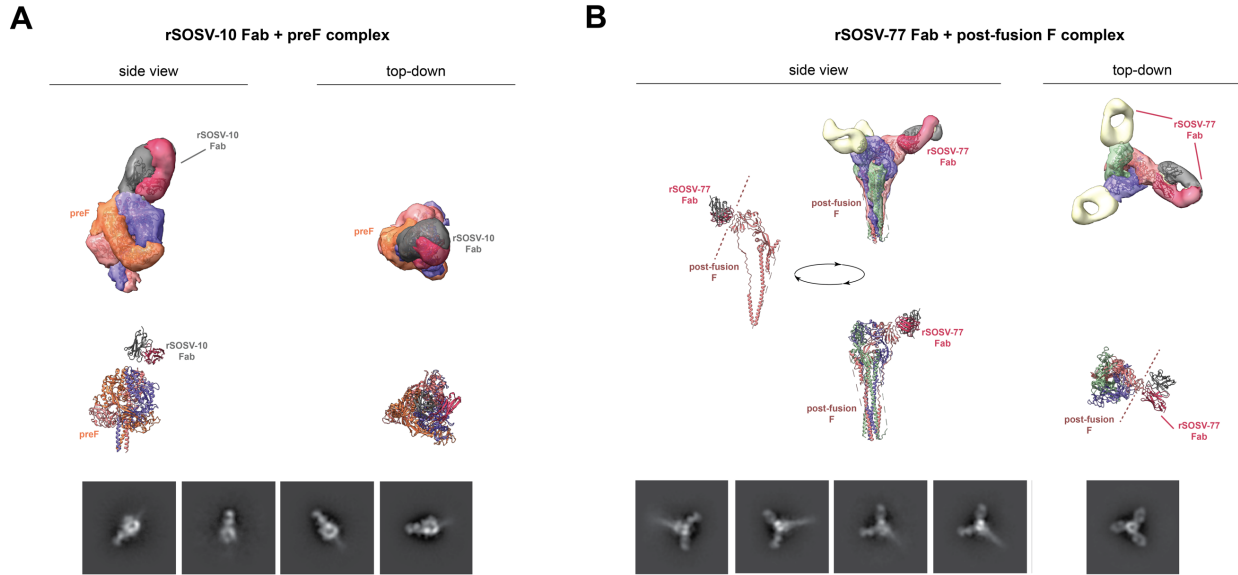 A
rSOSV-10 Fab + preF complex
side view
top-down
rSOSV-10
Fab
preF
preF
rSOSV-10
Fab
rSOSV-10
Fab
preF
B
rSOSV-77 Fab + post-fusion F complex
side view
top-down
rSOSV-77
Fab
rSOSV-77
Fab
rSOSV-77
Fab
post-fusion
F
post-fusion
F
rSOSV-77
Fab
post-fusion
F
post-fusion
F
rSOSV-77
Fab